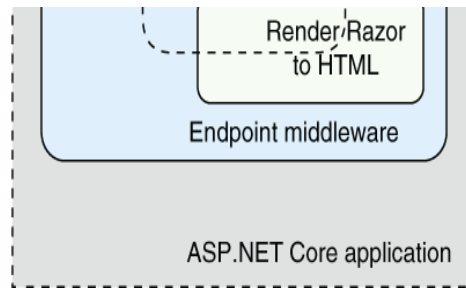 Render Razor
to HTML
Endpoint middleware
ASP.NET Core application